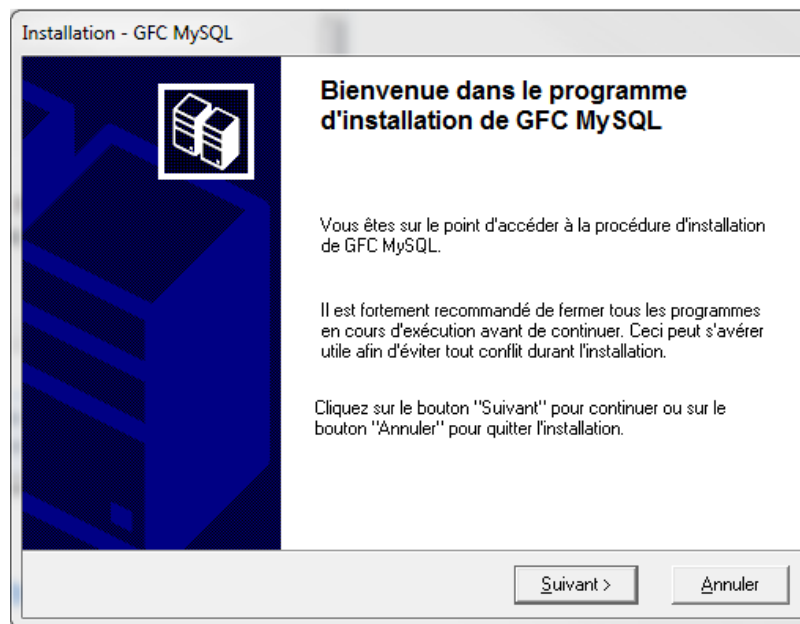 Installation - GFC MySQL
Bienvenue dans le programme
d'installation de GFC MySQL
Vous êtes sur le point d'accéder à la procédure d'installation
de GFC MySQL.
Il est fortement recommandé de fermer tous les programmes
en cours d'exécution avant de continuer. Ceci peut s'avérer
utile afin d'éviter tout conflit durant l'installation.
Cliquez sur le bouton "Suivant" pour continuer ou sur le
bouton "Annuler" pour quitter l'installation.
Suivant >
Annuler